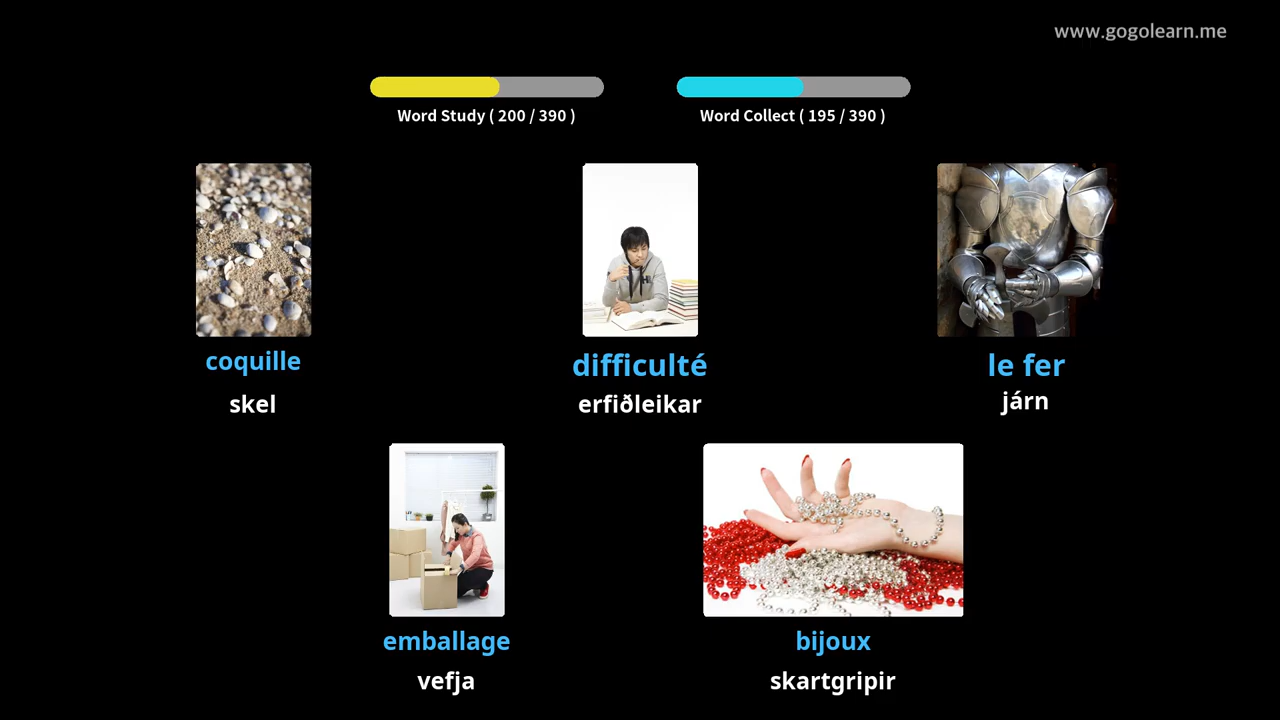 www.gogolearn.me
Word Study ( 200 / 390 )
Word Collect ( 195 / 390 )
coquille
difficulté
le fer
skel
erfiðleikar
járn
emballage
bijoux
vefja
skartgripir